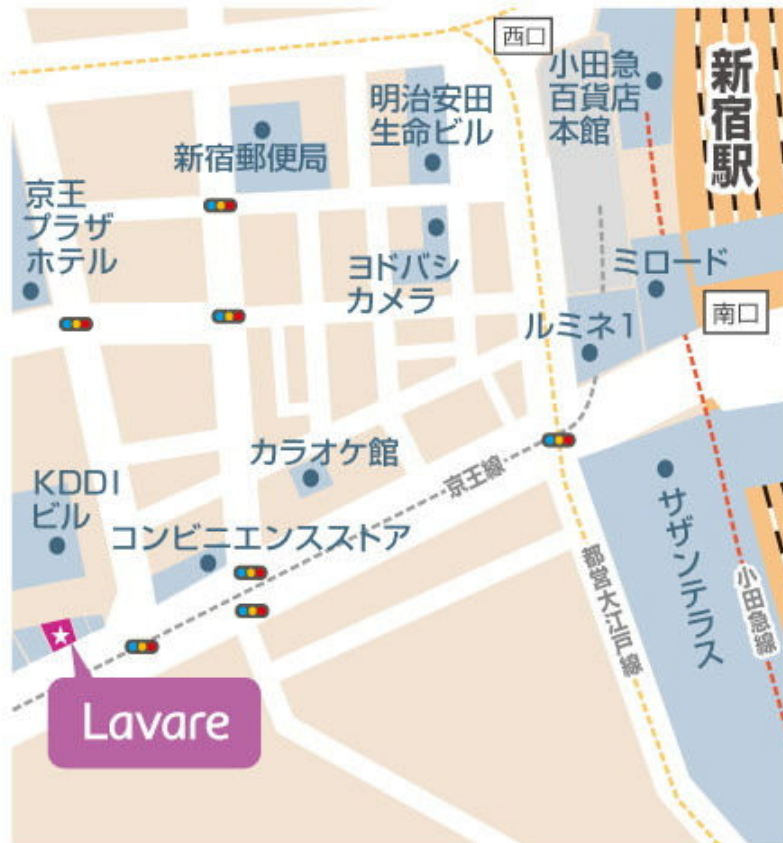 西口
小田急
百貨店
本館
新宿駅
明治安田
生命ビル
新宿郵便局
京王
プラザ
ホテル
ヨドバシ
カメラ
ミロード
南口
ルミネ1
カラオケ館
京王線
KDDI
ビル
コンビニエンスストア
サザンテラス
都営大江戸線
小田急線
Lavare